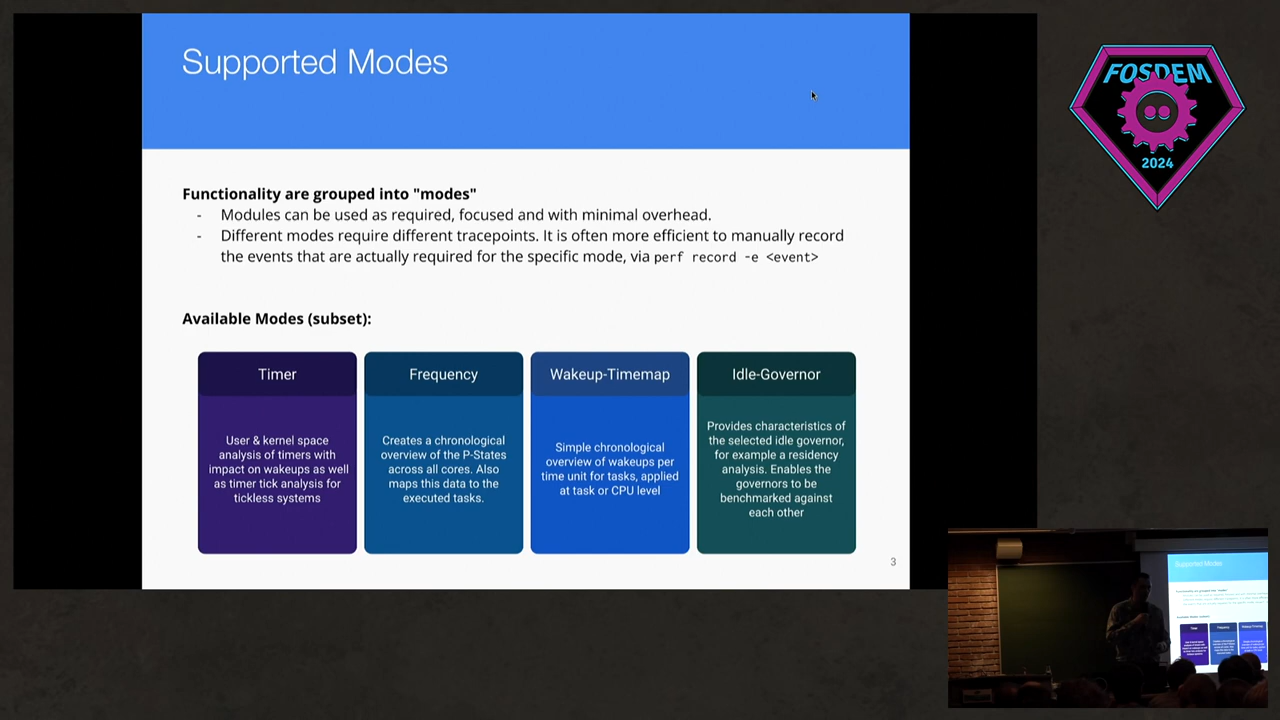 Supported Modes
FOSDEM
2024
Functionality are grouped into "modes"
- Modules can be used as required, focused and with minimal overhead.
- Different modes require different tracepoints. It is often more efficient to manually record
the events that are actually required for the specific mode, via perf record -e <event>
Available Modes (subset):
Timer
User & kernel space
analysis of timers with
impact on wakeups as well
as timer tick analysis for
tickless systems
Frequency
Creates a chronological
overview of the P-States
across all cores. Also
maps this data to the
executed tasks.
Wakeup-Timemap
Simple chronological
overview of wakeups per
time unit for tasks, applied
at task or CPU level
Idle-Governor
Provides characteristics of
the selected idle governor,
for example a residency
analysis. Enables the
governors to be
benchmarked against
each other
3
Supported Modes